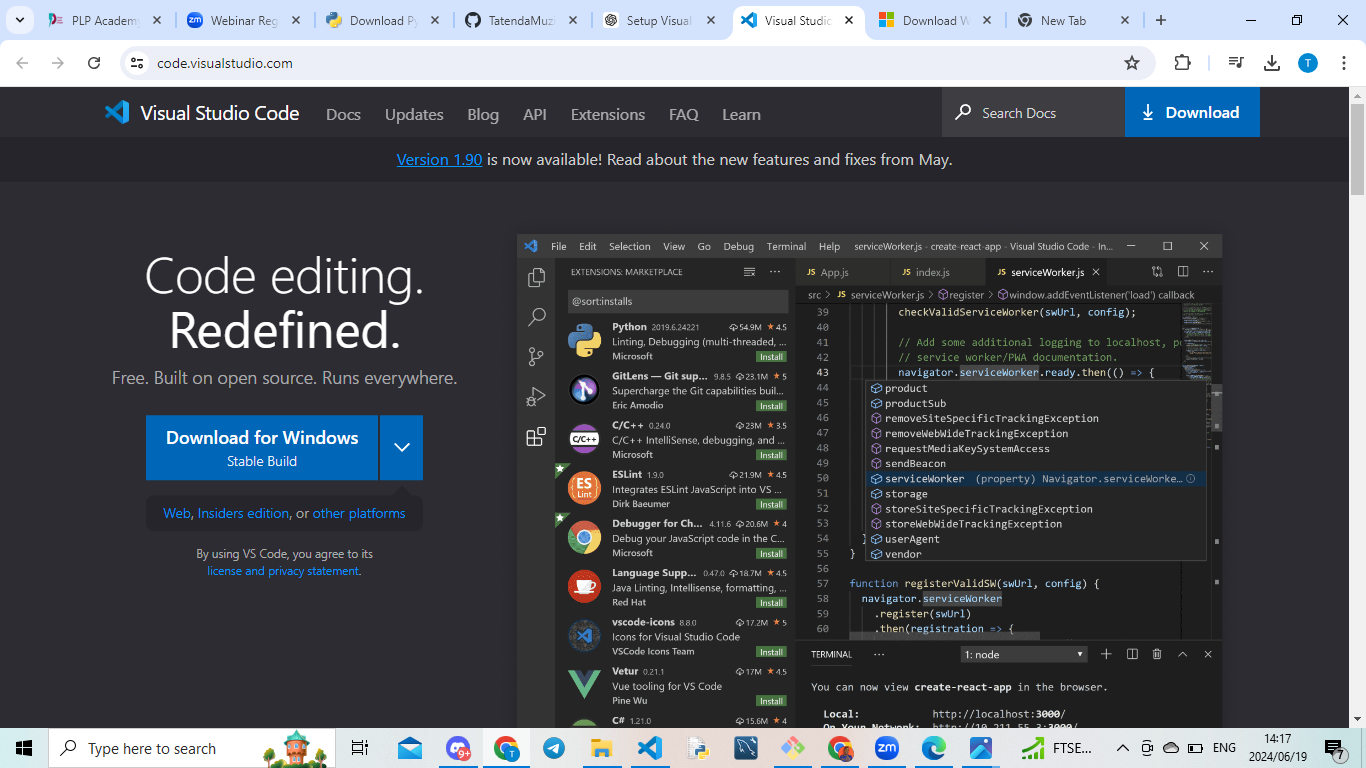 PLP Academy
Webinar Reg
Download Py
TatendaMuzi
Setup Visual
Visual Studio
Download W
New Tab
code.visualstudio.com
T
Visual Studio Code
Docs
Updates
Blog
API
Extensions
FAQ
Learn
Search Docs
Download
Version 1.90 is now available! Read about the new features and fixes from May.
Code editing.
Redefined.
Free. Built on open source. Runs everywhere.
Download for Windows
Stable Build
Web, Insiders edition, or other platforms
By using VS Code, you agree to its
license and privacy statement.
File Edit Selection View Go Debug Terminal Help serviceWorker.js - create-react-app - Visual Studio Code - In...
EXTENSIONS: MARKETPLACE
@sort:installs
Python 2019.6.24221 54.9M 4.5
Linting, Debugging (multi-threaded, ...
Microsoft Install
GitLens — Git sup... 9.8.5 23.1M 5
Supercharge the Git capabilities buil...
Eric Amodio Install
C/C++ 0.24.0 23M 3.5
C/C++ IntelliSense, debugging, and ...
Microsoft Install
ESLint 1.9.0 21.9M 4.5
Integrates ESLint JavaScript into VS ...
Dirk Baeumer Install
Debugger for Ch... 4.11.6 20.6M 4
Debug your JavaScript code in the C...
Microsoft Install
Language Supp... 0.47.0 18.7M 4.5
Java Linting, Intellisense, formatting, ...
Red Hat Install
vscode-icons 8.8.0 17.2M 5
Icons for Visual Studio Code
VSCode Icons Team Install
Vetur 0.21.1 17M 4.5
Vue tooling for VS Code
Pine Wu Install
C# 1.21.0 15.6M 4
JS App.js JS index.js JS serviceWorker.js
src JS serviceWorker.js register window.addEventListener('load') callback
39 checkValidServiceWorker(swUrl, config);
40
41 // Add some additional logging to localhost, po
42 // service worker/PWA documentation.
43 navigator.serviceWorker.ready.then(() => {
44 product
45 productSub
46 removeSiteSpecificTrackingException
47 removeWebWideTrackingException
48 requestMediaKeySystemAccess
49 sendBeacon
50 serviceWorker (property) Navigator.serviceWorke...
51 storage
52 storeSiteSpecificTrackingException
53 storeWebWideTrackingException
54 } userAgent
55 } vendor
56
57 function registerValidSW(swUrl, config) {
58 navigator.serviceWorker
59 .register(swUrl)
60 .then(registration => {
TERMINAL ... 1: node
You can now view create-react-app in the browser.
Local: http://localhost:3000/
On Your Network: http://10.211.55.3:3000/
Type here to search
9+
T
zm
FTSE...
ENG
14:17
2024/06/19
7